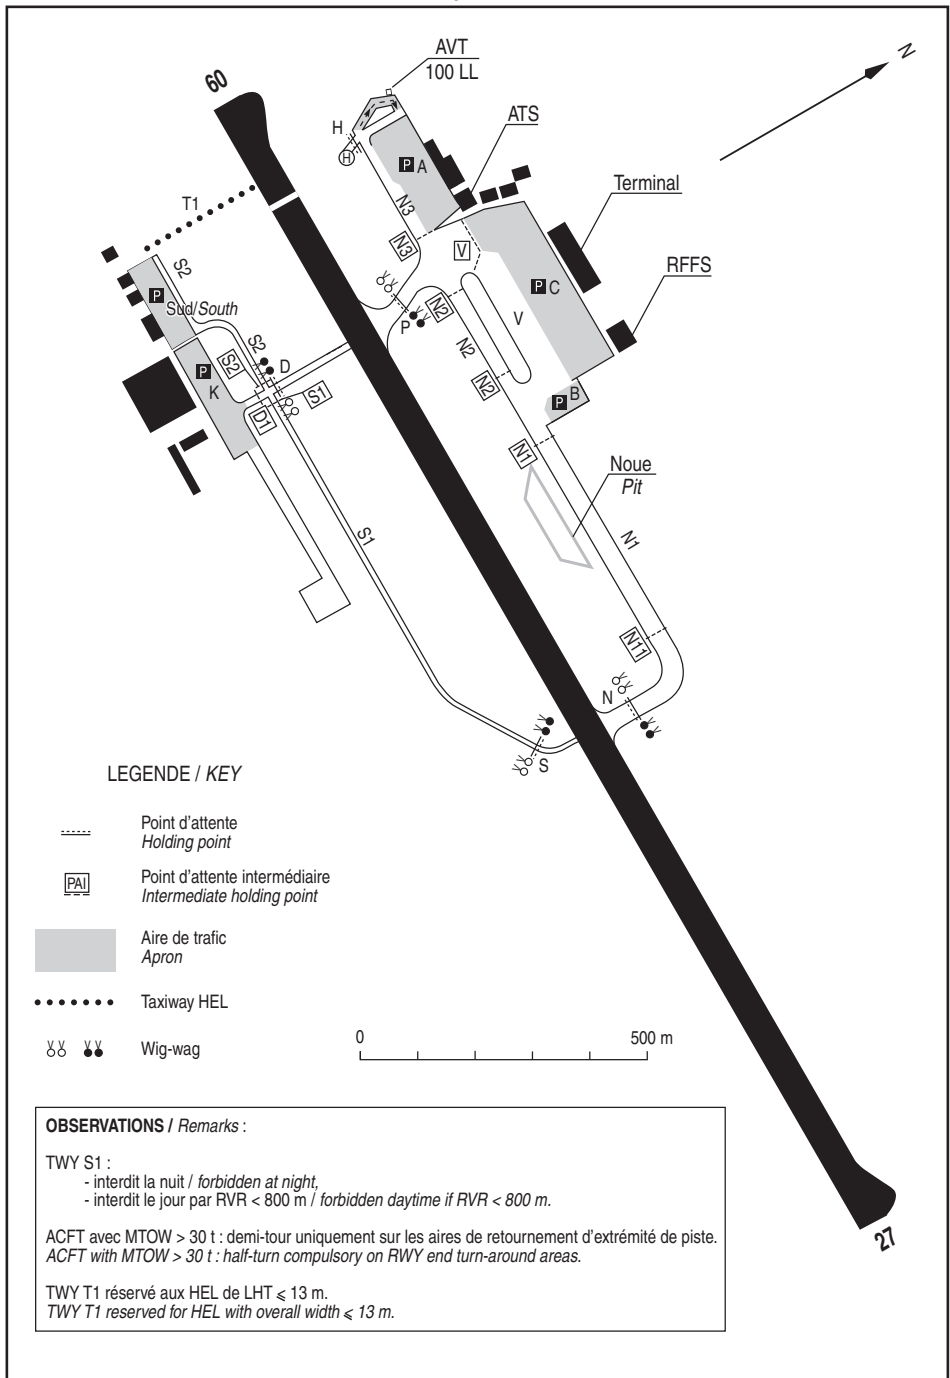 AVT
100 LL
N
09
ATS
H
H
P A
Terminal
T1
N3
N3
V
RFFS
S2
P C
P
Sud/South
V
N2
P
N2
S2
D
S2
P
K
N2
P B
S1
D1
N1
Noue
Pit
S1
N1
N11
N
S
LEGENDE / KEY
Point d'attente
Holding point
PAI
Point d'attente intermédiaire
Intermediate holding point
Aire de trafic
Apron
Taxiway HEL
Wig-wag
0 500 m
OBSERVATIONS / Remarks :
TWY S1 :
- interdit la nuit / forbidden at night,
- interdit le jour par RVR < 800 m / forbidden daytime if RVR < 800 m.
ACFT avec MTOW > 30 t : demi-tour uniquement sur les aires de retournement d'extrémité de piste.
ACFT with MTOW > 30 t : half-turn compulsory on RWY end turn-around areas.
TWY T1 réservé aux HEL de LHT ⩽ 13 m.
TWY T1 reserved for HEL with overall width ⩽ 13 m.
27